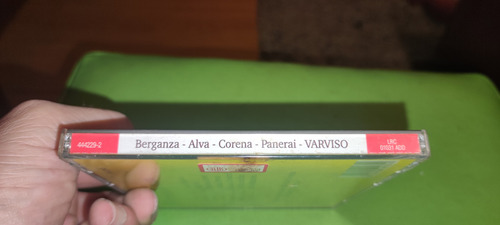 444229-2
Berganza - Alva - Corena - Panerai - VARVISO